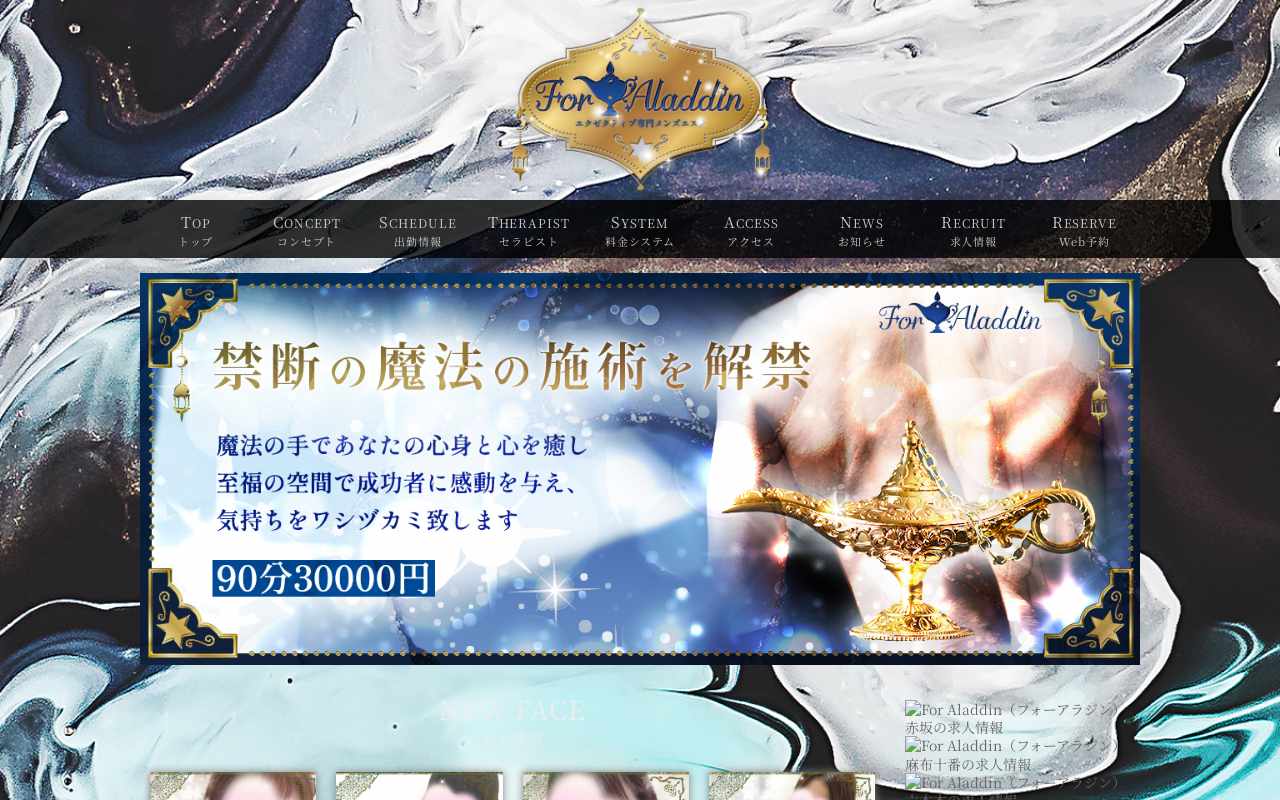 For Aladdin
エグゼクティブ専門メンズエステ
TOP
トップ
CONCEPT
コンセプト
SCHEDULE
出勤情報
THERAPIST
セラピスト
SYSTEM
料金システム
ACCESS
アクセス
NEWS
お知らせ
RECRUIT
求人情報
RESERVE
Web予約
For Aladdin
禁断の魔法の施術を解禁
魔法の手であなたの心身と心を癒し
至福の空間で成功者に感動を与え、
気持ちをワシヅカミ致します
90分30000円
NEW FACE
For Aladdin（フォーアラジン）
赤坂の求人情報
For Aladdin（フォーアラジン）
麻布十番の求人情報
For Aladdin（フォーアラジン）